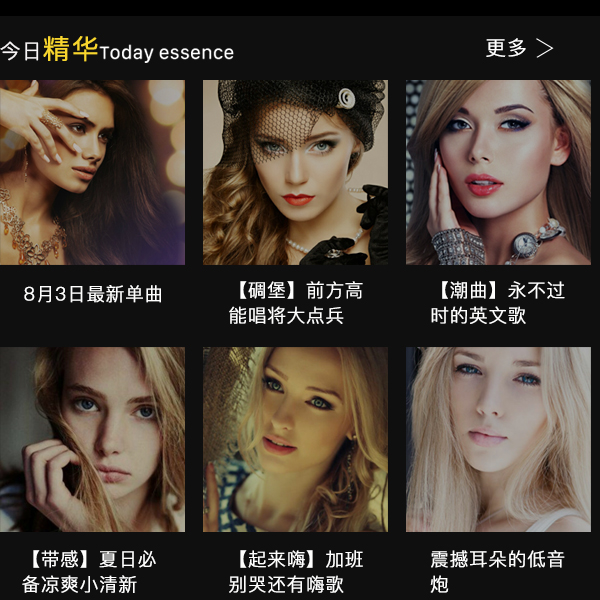 今日精华Today essence
更多 >
8月3日最新单曲
【碉堡】前方高
能唱将大点兵
【潮曲】永不过
时的英文歌
【带感】夏日必
备凉爽小清新
【起来嗨】加班
别哭还有嗨歌
震撼耳朵的低音
炮